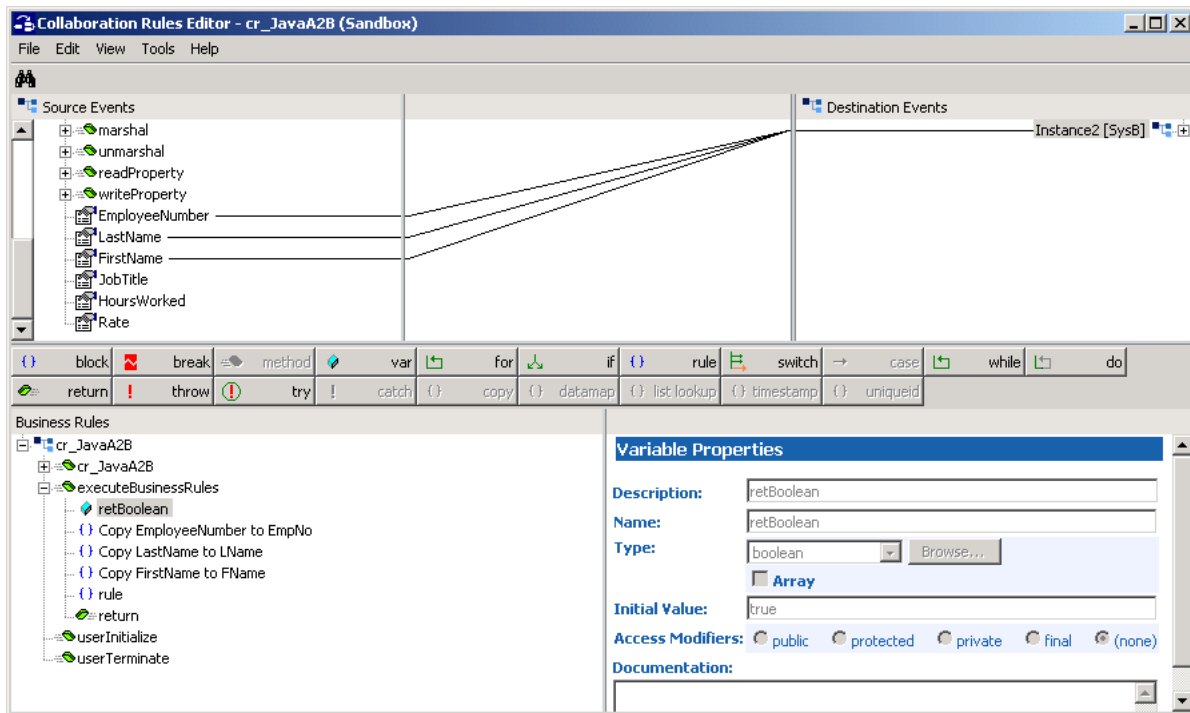 Collaboration Rules Editor - cr_JavaA2B (Sandbox)
File Edit View Tools Help
Source Events
Destination Events
marshal
Instance2 [SysB]
unmarshal
readProperty
writeProperty
EmployeeNumber
LastName
FirstName
JobTitle
HoursWorked
Rate
block break method var for if rule switch case while do
return throw try catch copy datamap list lookup timestamp uniqueid
Business Rules
cr_JavaA2B
cr_JavaA2B
executeBusinessRules
retBoolean
Copy EmployeeNumber to EmpNo
Copy LastName to LName
Copy FirstName to FName
rule
return
userInitialize
userTerminate
Variable Properties
Description: retBoolean
Name: retBoolean
Type: boolean Browse...
Array
Initial Value: true
Access Modifiers: public protected private final (none)
Documentation: